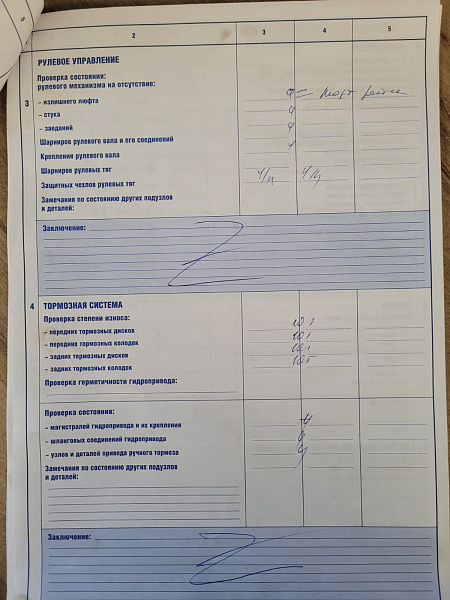 2 3 4 5
РУЛЕВОЕ УПРАВЛЕНИЕ
Проверка состояния:
рулевого механизма на отсутствие:
3 – излишнего люфта
– стука
– заеданий
Шарниров рулевого вала и его соединений
Крепления рулевого вала
Шарниров рулевых тяг
Защитных чехлов рулевых тяг
Замечания по состоянию других подузлов
и деталей:
Заключение:
4 ТОРМОЗНАЯ СИСТЕМА
Проверка степени износа:
– передних тормозных дисков
– передних тормозных колодок
– задних тормозных дисков
– задних тормозных колодок
Проверка герметичности гидропривода:
Проверка состояния:
– магистралей гидропривода и их крепления
– шланговых соединений гидропривода
– узлов и деталей привода ручного тормоза
Замечания по состоянию других подузлов
и деталей:
Заключение: